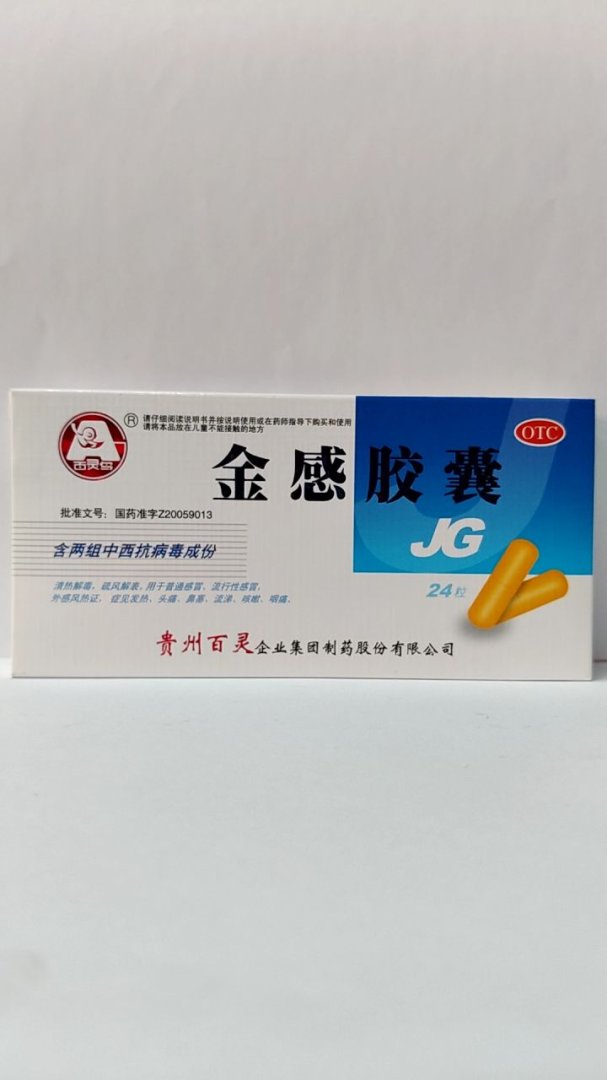 百灵鸟
®
请仔细阅读说明书并按说明使用或在药师指导下购买和使用
请将本品放在儿童不能接触的地方
OTC
金感胶囊
批准文号：国药准字Z20059013
JG
含两组中西抗病毒成份
清热解毒，疏风解表。用于普通感冒，流行性感冒，
外感风热证，症见发热、头痛、鼻塞、流涕、咳嗽、咽痛。
24粒
贵州百灵企业集团制药股份有限公司